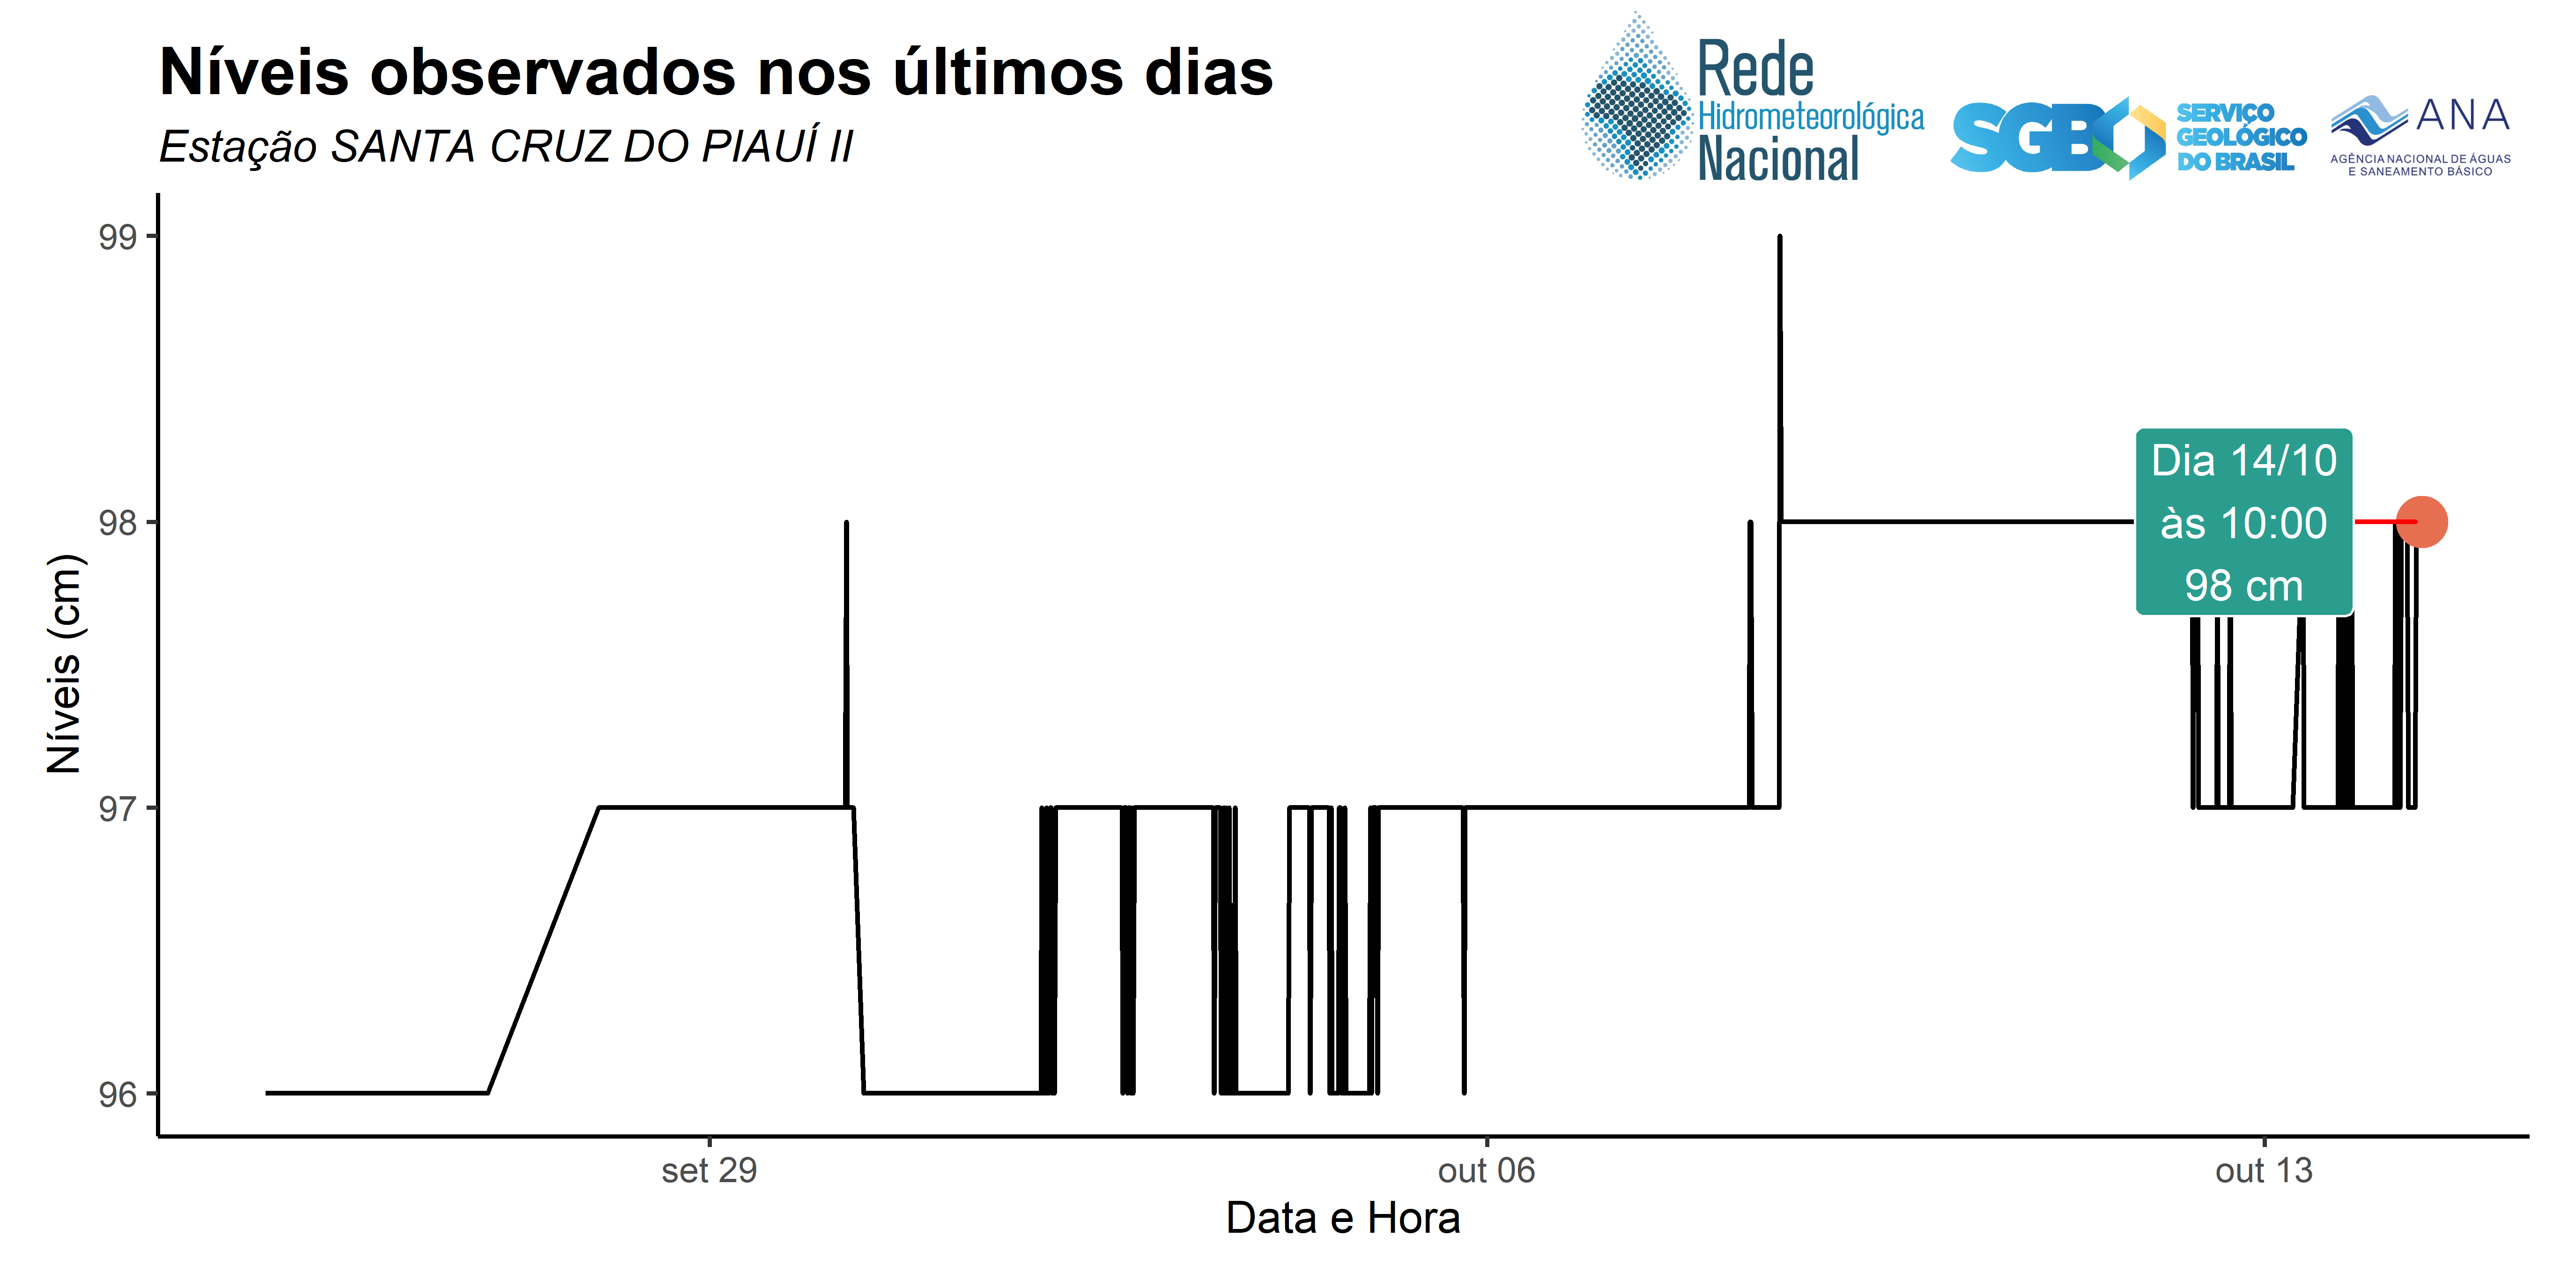 Níveis observados nos últimos dias
Estação SANTA CRUZ DO PIAUÍ II
Rede
Hidrometeorológica
Nacional
SGB
SERVIÇO
GEOLÓGICO
DO BRASIL
ANA
AGÊNCIA NACIONAL DE ÁGUAS
E SANEAMENTO BÁSICO
Níveis (cm)
99
98
97
96
Dia 14/10
às 10:00
98 cm
set 29
out 06
out 13
Data e Hora